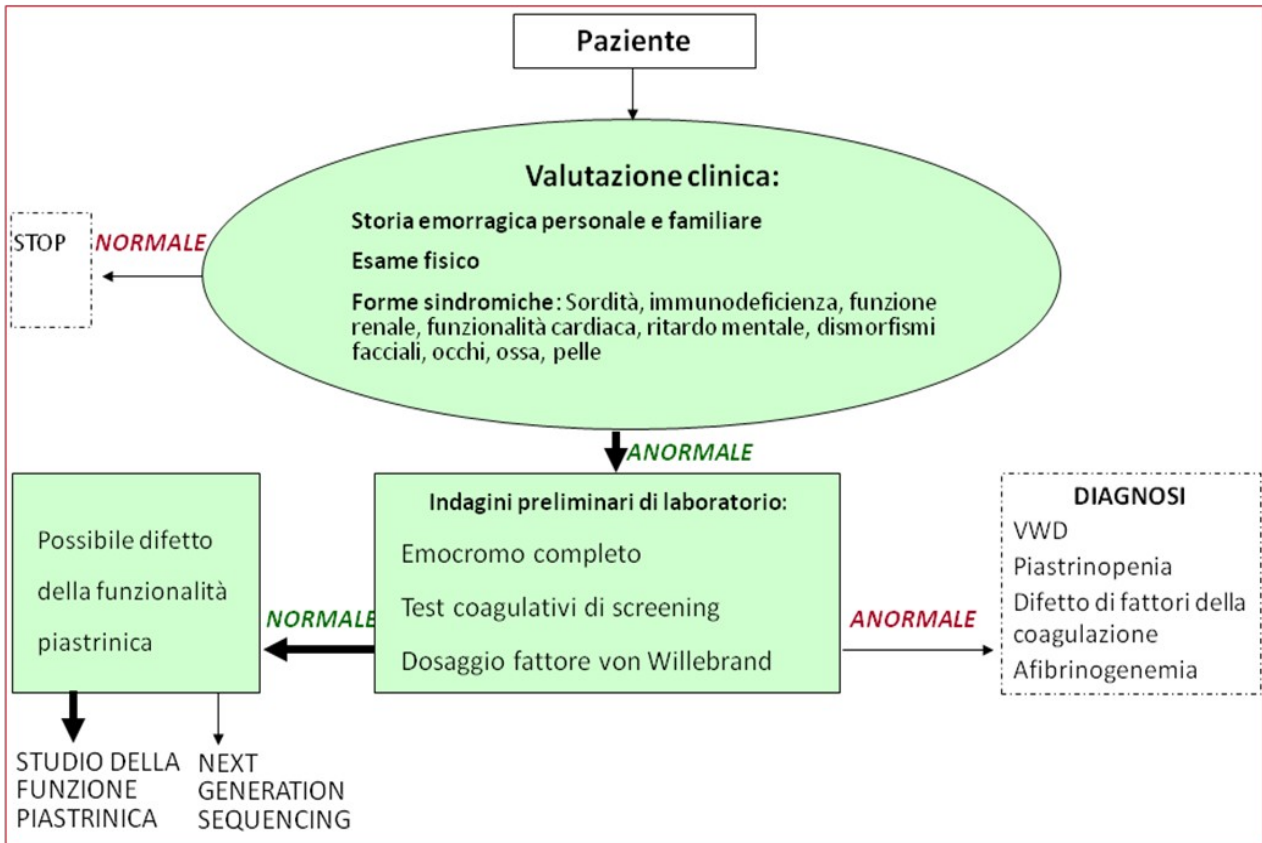 Paziente
Valutazione clinica:
Storia emorragica personale e familiare
Esame fisico
Forme sindromiche: Sordità, immunodeficienza, funzione
renale, funzionalità cardiaca, ritardo mentale, dismorfismi
facciali, occhi, ossa, pelle
STOP
NORMALE
ANORMALE
Indagini preliminari di laboratorio:
Emocromo completo
Test coagulativi di screening
Dosaggio fattore von Willebrand
NORMALE
Possibile difetto
della funzionalità
piastrinica
ANORMALE
DIAGNOSI
VWD
Piastrinopenia
Difetto di fattori della
coagulazione
Afibrinogenemia
STUDIO DELLA
FUNZIONE
PIASTRINICA
NEXT
GENERATION
SEQUENCING